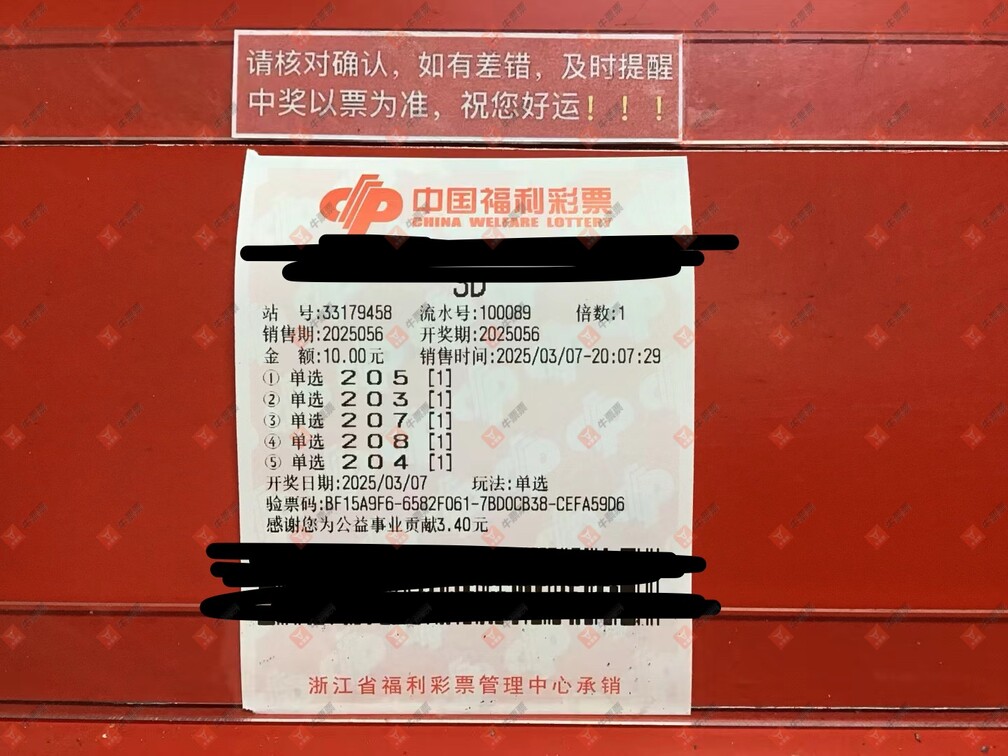 请核对确认，如有差错，及时提醒
中奖以票为准，祝您好运！！！
中国福利彩票
CHINA WELFARE LOTTERY
3D
站 号:33179458 流水号:100089 倍数:1
销售期:2025056 开奖期:2025056
金 额:10.00元 销售时间:2025/03/07-20:07:29
① 单选 205 [1]
② 单选 203 [1]
③ 单选 207 [1]
④ 单选 208 [1]
⑤ 单选 204 [1]
开奖日期:2025/03/07 玩法:单选
验票码:BF15A9F6-6582F061-7BD0CB38-CEFA59D6
感谢您为公益事业贡献3.40元
浙江省福利彩票管理中心承销